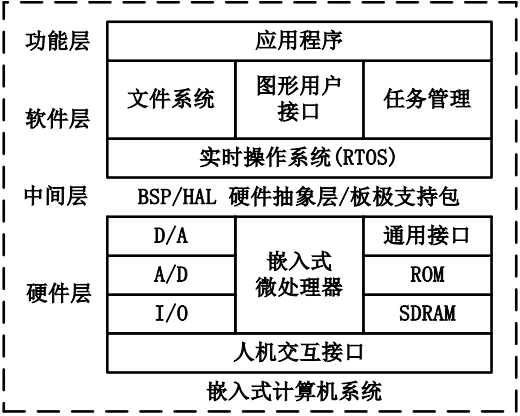 功能层
应用程序
软件层
文件系统
图形用户
接口
任务管理
实时操作系统(RTOS)
中间层
BSP/HAL 硬件抽象层/板极支持包
硬件层
D/A
A/D
I/O
嵌入式
微处理器
通用接口
ROM
SDRAM
人机交互接口
嵌入式计算机系统